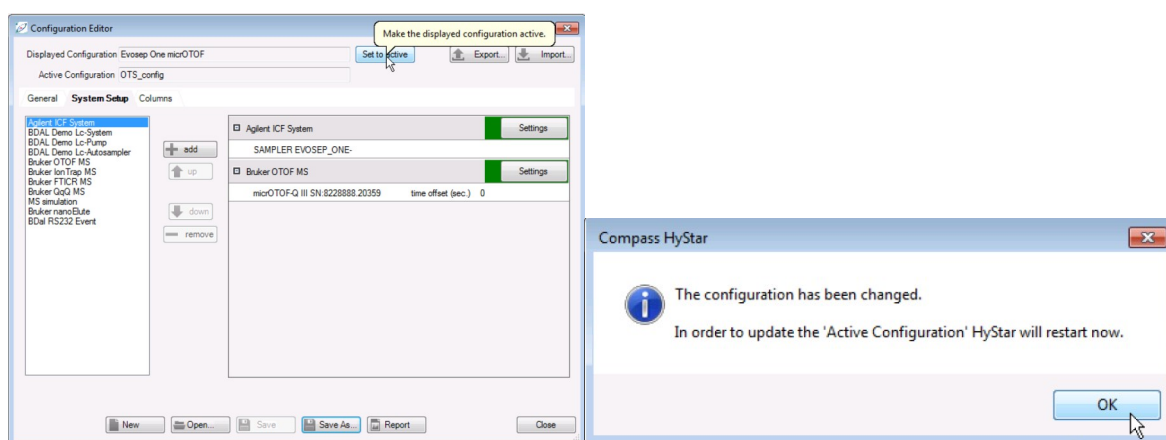 Configuration Editor
Make the displayed configuration active.
Displayed Configuration Evosep One micrOTOF
Set to active
Export...
Import...
Active Configuration OTS_config
General System Setup Columns
Agilent ICF System
BDAL Demo Lc-System
BDAL Demo Lc-Pump
BDAL Demo Lc-Autosampler
Bruker OTOF MS
Bruker IonTrap MS
Bruker FTICR MS
Bruker QqQ MS
MS simulation
Bruker nanoElute
BDal RS232 Event
add
up
down
remove
Agilent ICF System Settings
SAMPLER EVOSEP_ONE-
Bruker OTOF MS Settings
micrOTOF-Q III SN:8228888.20359 time offset (sec.) 0
New Open... Save Save As... Report Close
Compass HyStar
The configuration has been changed.
In order to update the 'Active Configuration' HyStar will restart now.
OK